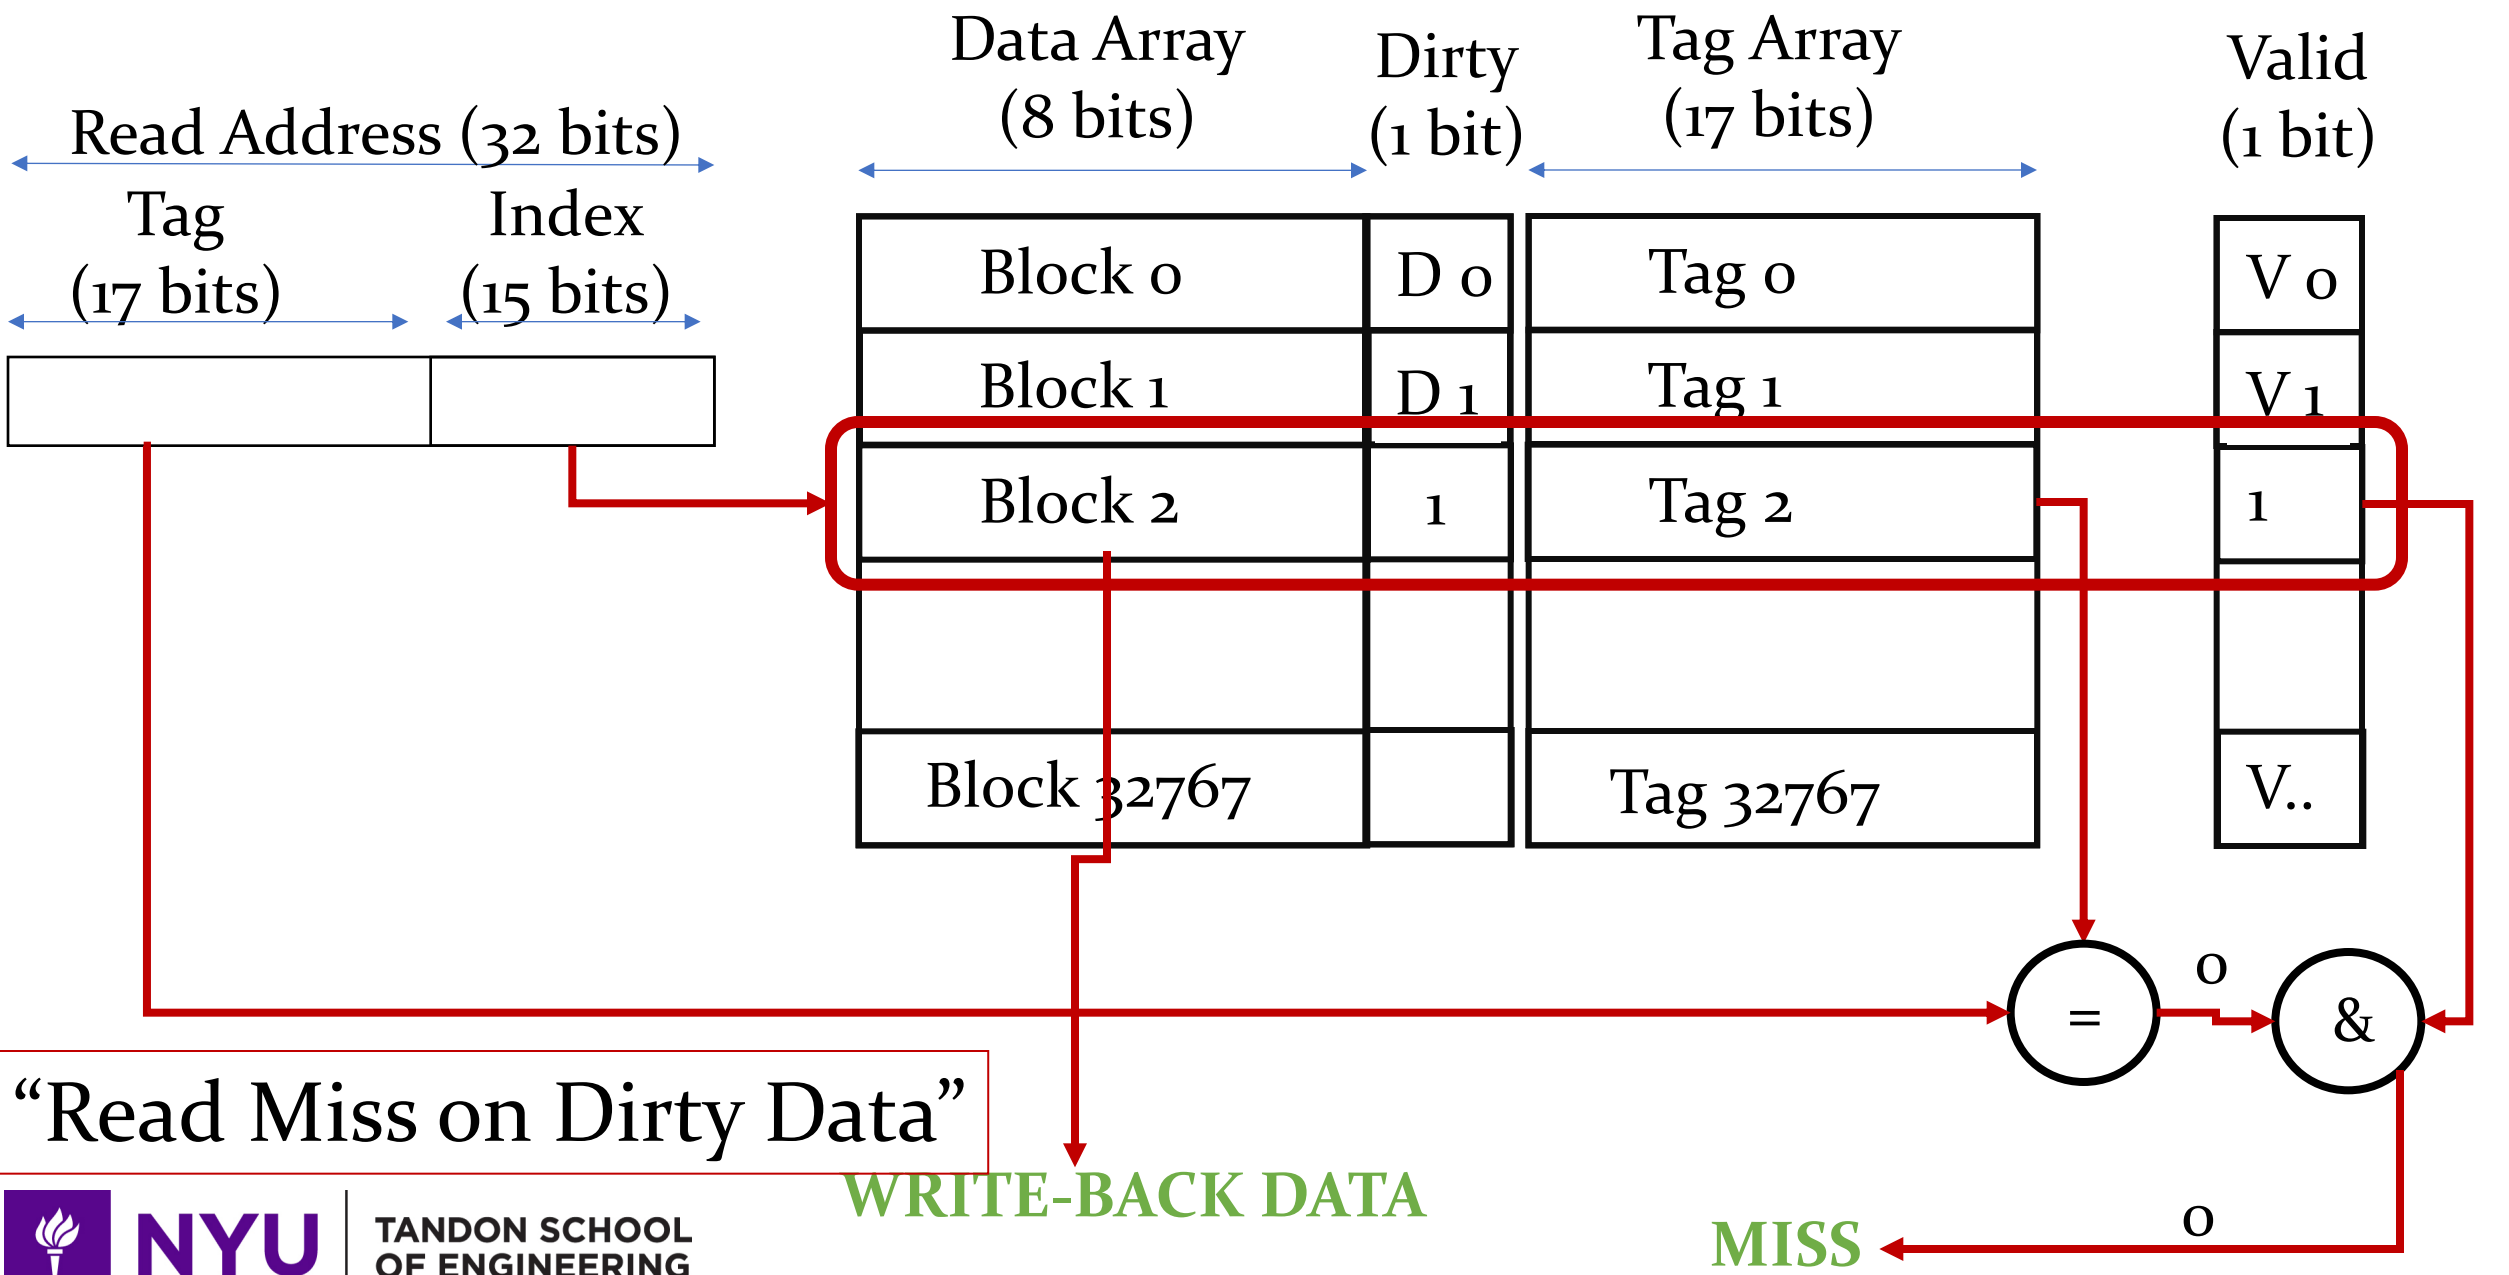 Read Address (32 bits)
Tag
(17 bits)
Index
(15 bits)
Data Array
(8 bits)
Dirty
(1 bit)
Tag Array
(17 bits)
Valid
(1 bit)
Block 0
D 0
Tag 0
V 0
Block 1
D 1
Tag 1
V 1
Block 2
1
Tag 2
1
Block 32767
Tag 32767
V..
=
0
&
“Read Miss on Dirty Data”
WRITE-BACK DATA
0
MISS
NYU
TANDON SCHOOL
OF ENGINEERING